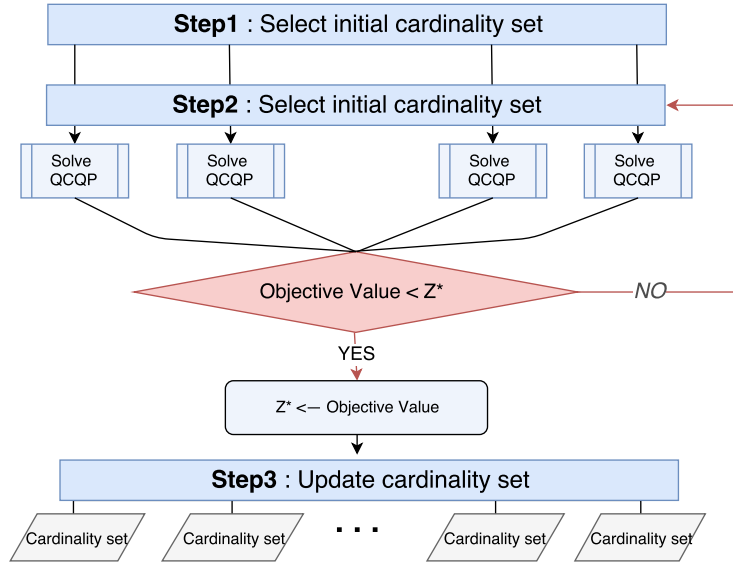 Step1 : Select initial cardinality set
Step2 : Select initial cardinality set
Solve
QCQP
Solve
QCQP
Solve
QCQP
Solve
QCQP
Objective Value < Z*
NO
YES
Z* <— Objective Value
Step3 : Update cardinality set
Cardinality set
Cardinality set
. . .
Cardinality set
Cardinality set